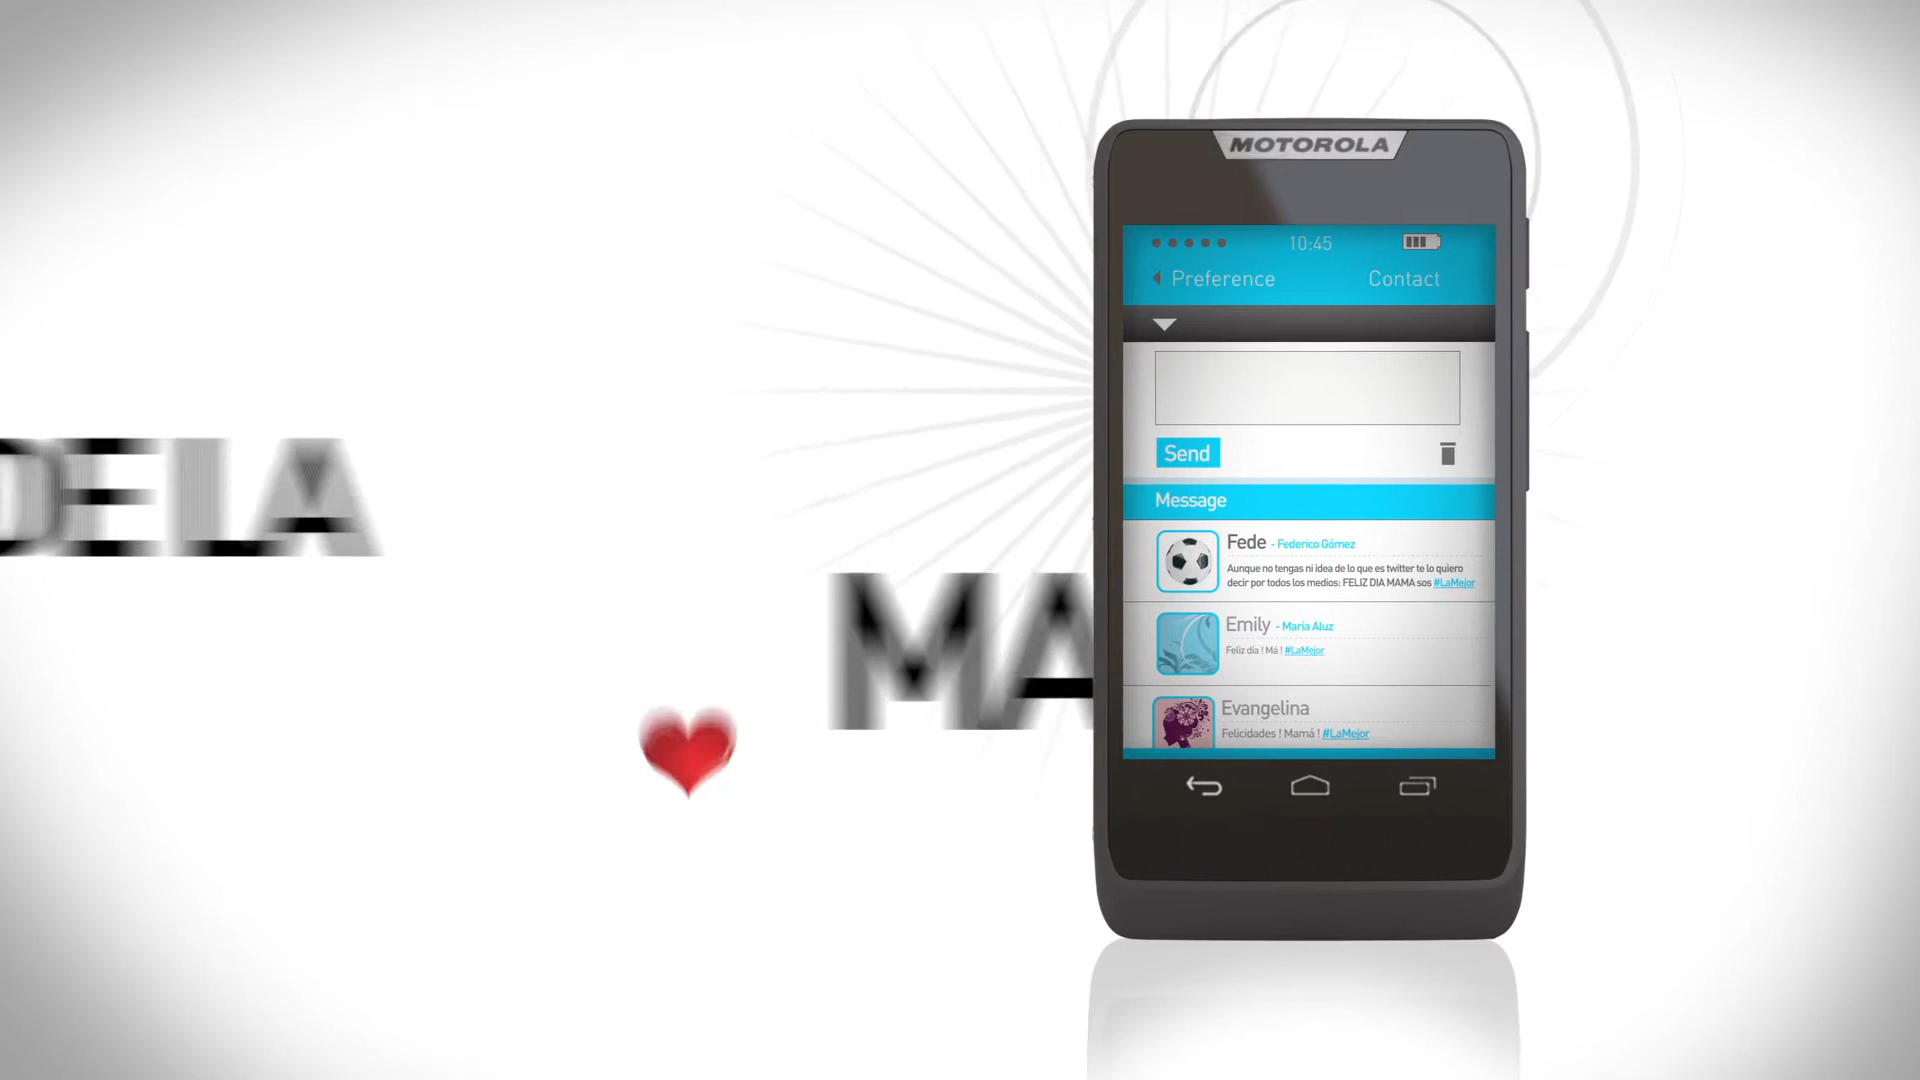 DE LA
MA
MOTOROLA
10:45
Preference Contact
Send
Message
Fede - Federico Gómez
Aunque no tengas ni idea de lo que es twitter te lo quiero
decir por todos los medios: FELIZ DIA MAMA sos #LaMejor
Emily - María Aluz
Feliz día ! Má ! #LaMejor
Evangelina
Felicidades ! Mamá ! #LaMejor